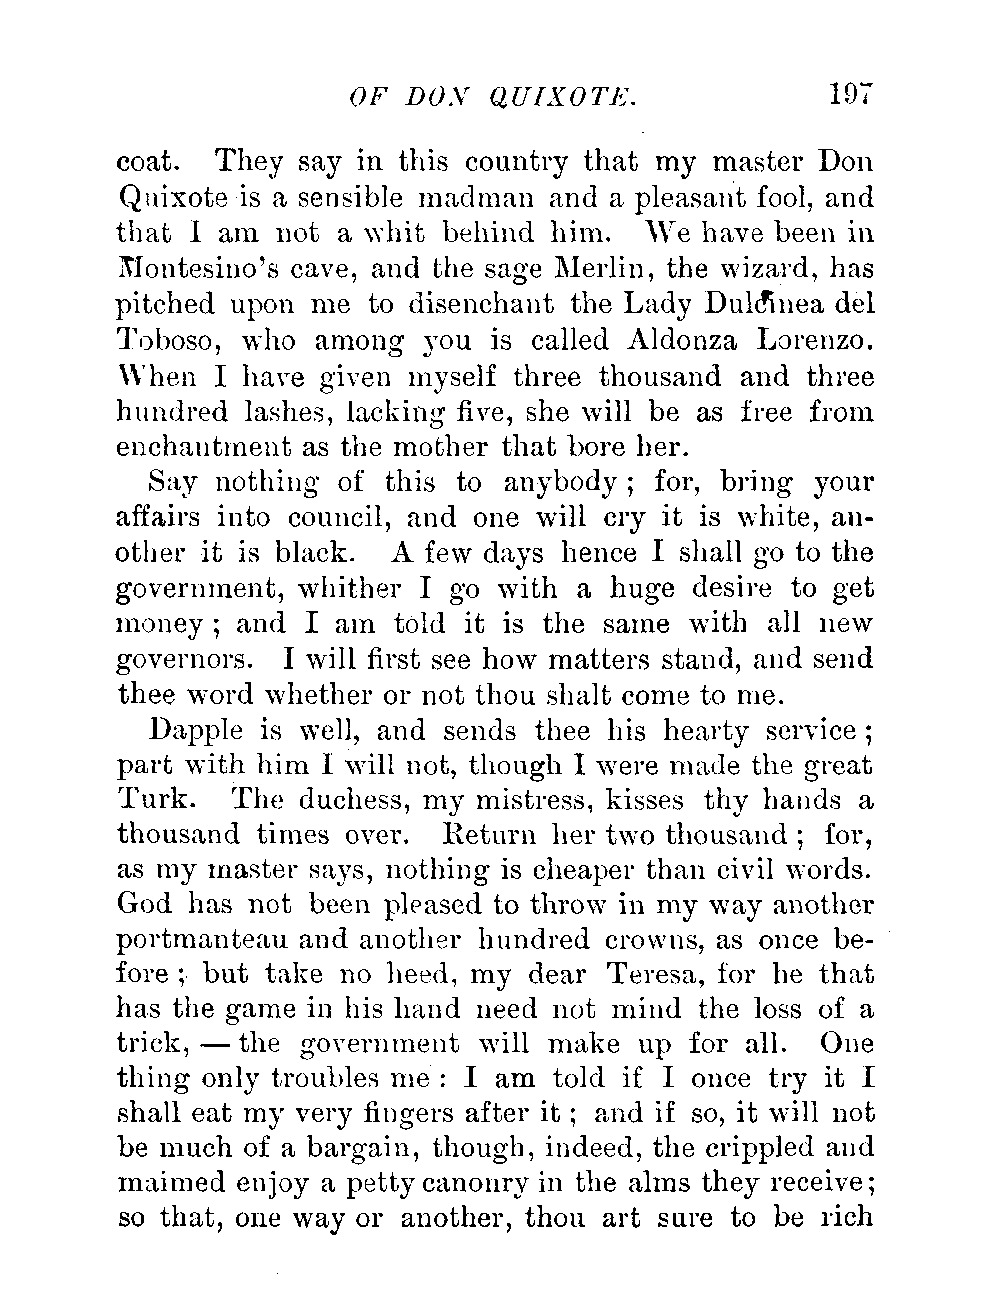 OF DON QUIXOTE. 197
coat. They say in this country that my master Don
Quixote is a sensible madman and a pleasant fool, and
that I am not a whit behind him. We have been in
Montesino's cave, and the sage Merlin, the wizard, has
pitched upon me to disenchant the Lady Dulcinea del
Toboso, who among you is called Aldonza Lorenzo.
When I have given myself three thousand and three
hundred lashes, lacking five, she will be as free from
enchantment as the mother that bore her.
Say nothing of this to anybody ; for, bring your
affairs into council, and one will cry it is white, an-
other it is black. A few days hence I shall go to the
government, whither I go with a huge desire to get
money ; and I am told it is the same with all new
governors. I will first see how matters stand, and send
thee word whether or not thou shalt come to me.
Dapple is well, and sends thee his hearty service ;
part with him I will not, though I were made the great
Turk. The duchess, my mistress, kisses thy hands a
thousand times over. Return her two thousand ; for,
as my master says, nothing is cheaper than civil words.
God has not been pleased to throw in my way another
portmanteau and another hundred crowns, as once be-
fore ; but take no heed, my dear Teresa, for he that
has the game in his hand need not mind the loss of a
trick, — the government will make up for all. One
thing only troubles me : I am told if I once try it I
shall eat my very fingers after it ; and if so, it will not
be much of a bargain, though, indeed, the crippled and
maimed enjoy a petty canonry in the alms they receive;
so that, one way or another, thou art sure to be rich